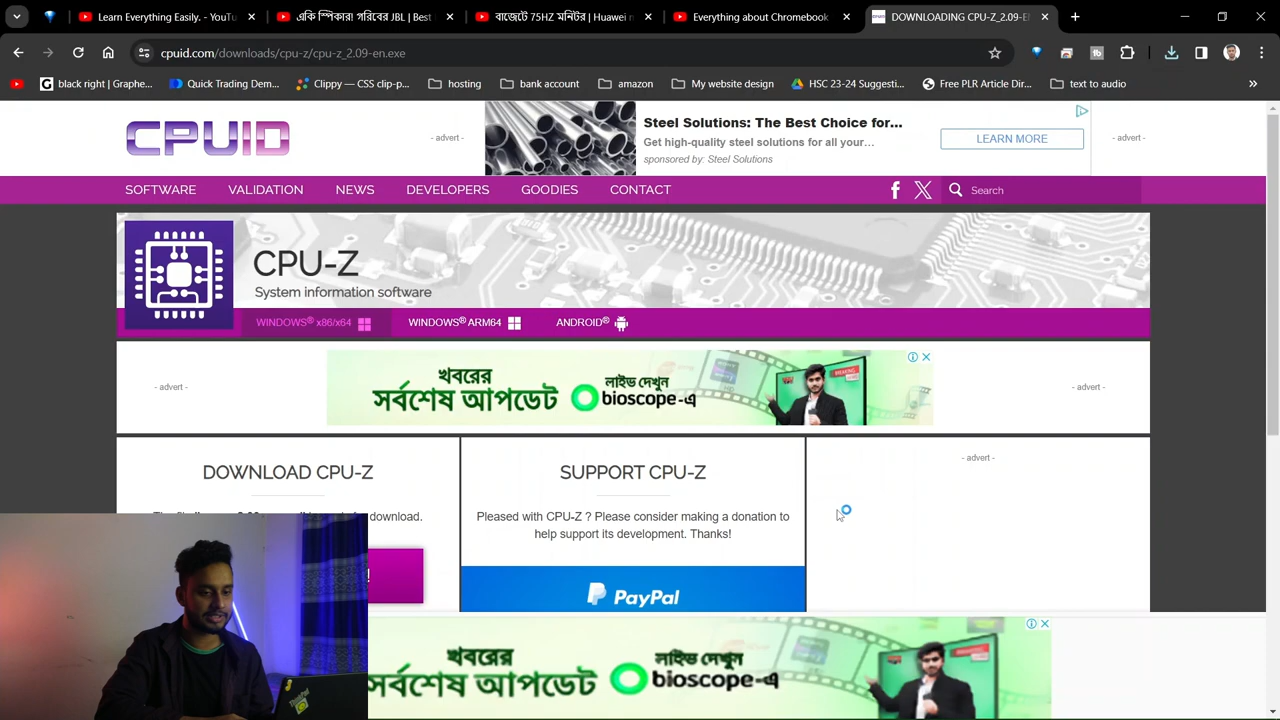 Learn Everything Easily. - YouTu
একি স্পিকার! গরিবের JBL | Best
বাজেটে 75HZ মনিটর | Huawei n
Everything about Chromebook
DOWNLOADING CPU-Z_2.09-EN
cpuid.com/downloads/cpu-z/cpu-z_2.09-en.exe
black right | Graphe...
Quick Trading Dem...
Clippy — CSS clip-p...
hosting
bank account
amazon
My website design
HSC 23-24 Suggesti...
Free PLR Article Dir...
text to audio
CPUID
- advert -
Steel Solutions: The Best Choice for...
Get high-quality steel solutions for all your...
sponsored by: Steel Solutions
LEARN MORE
- advert -
SOFTWARE
VALIDATION
NEWS
DEVELOPERS
GOODIES
CONTACT
Search
CPU-Z
System information software
WINDOWS® x86/x64
WINDOWS® ARM64
ANDROID®
- advert -
খবরের
সর্বশেষ আপডেট
লাইভ দেখুন
bioscope-এ
- advert -
DOWNLOAD CPU-Z
SUPPORT CPU-Z
- advert -
download.
Pleased with CPU-Z ? Please consider making a donation to
help support its development. Thanks!
PayPal
খবরের
সর্বশেষ আপডেট
লাইভ দেখুন
bioscope-এ